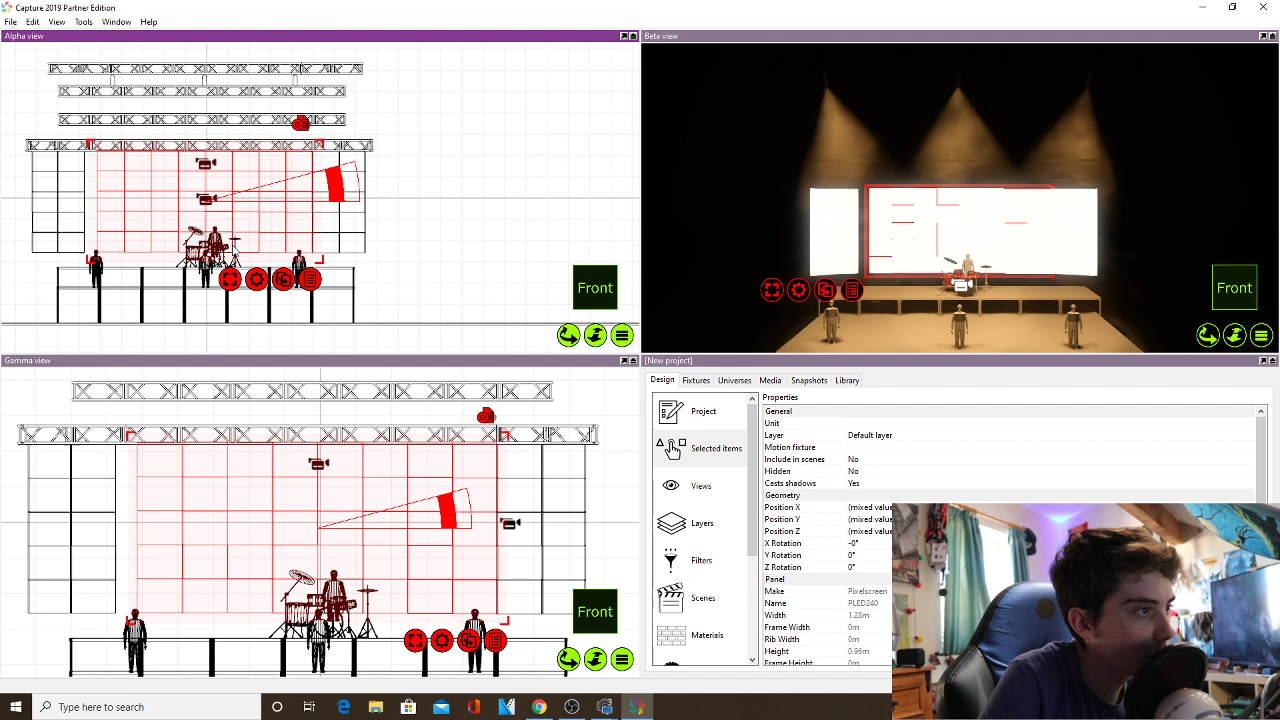 Capture 2019 Partner Edition
File Edit View Tools Window Help
Alpha view
Beta view
Front
Front
Gamma view
[New project]
Design Fixtures Universes Media Snapshots Library
Front
Project
Selected items
Views
Layers
Filters
Scenes
Materials
Properties
General
Unit
Layer Default layer
Motion fixture
Include in scenes No
Hidden No
Casts shadows Yes
Geometry
Position X (mixed value
Position Y (mixed value
Position Z (mixed value
X Rotation -0°
Y Rotation 0°
Z Rotation 0°
Panel
Make Pixelscreen
Name PLED240
Width 1.28m
Frame Width 0m
Rib Width 0m
Height 0.96m
Frame Height 0m
Type here to search